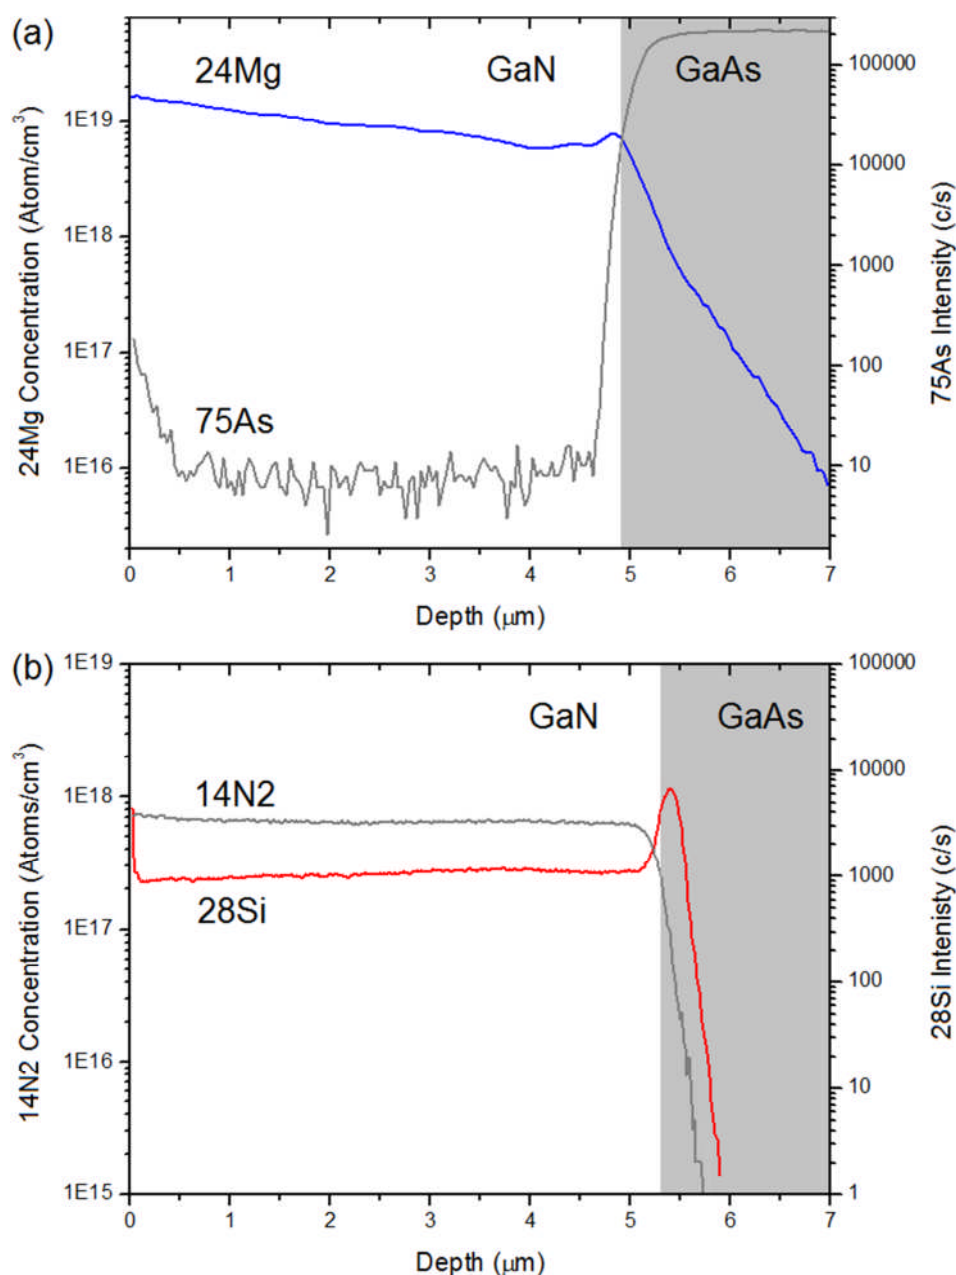 (a)
24Mg
GaN
GaAs
75As
24Mg Concentration (Atom/cm³)
1E19
1E18
1E17
1E16
75As Intensity (c/s)
100000
10000
1000
100
10
0 1 2 3 4 5 6 7
Depth (μm)
(b)
GaN
GaAs
14N2
28Si
14N2 Concentration (Atoms/cm³)
1E19
1E18
1E17
1E16
1E15
28Si Intenisty (c/s)
100000
10000
1000
100
10
1
0 1 2 3 4 5 6 7
Depth (μm)